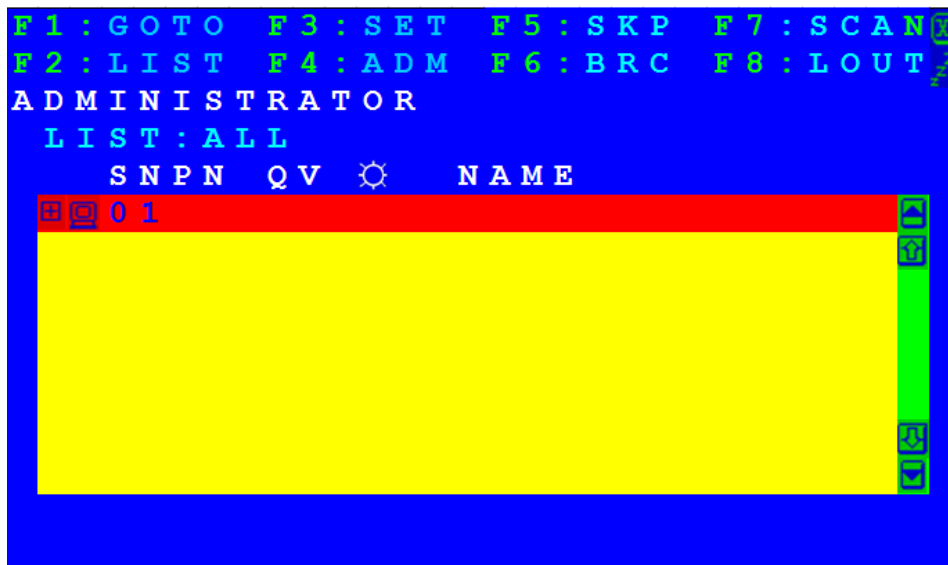 F1:GOTO F3:SET F5:SKP F7:SCAN
F2:LIST F4:ADM F6:BRC F8:LOUT
ADMINISTRATOR
LIST:ALL
SNPN QV ☼ NAME
01